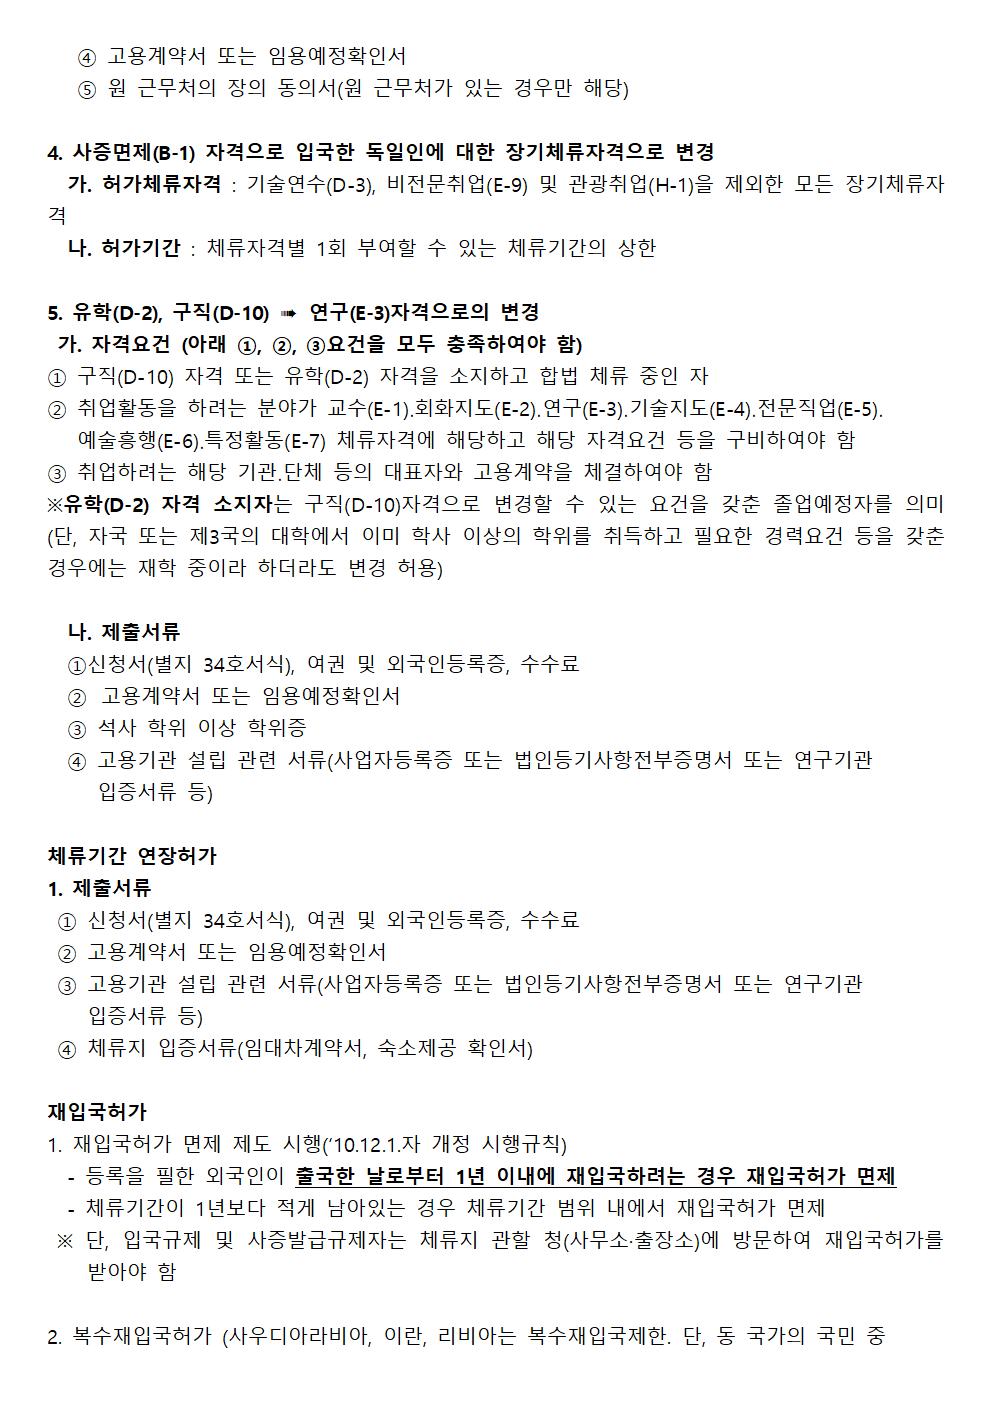 ④ 고용계약서 또는 임용예정확인서
⑤ 원 근무처의 장의 동의서(원 근무처가 있는 경우만 해당)
4. 사증면제(B-1) 자격으로 입국한 독일인에 대한 장기체류자격으로 변경
가. 허가체류자격 : 기술연수(D-3), 비전문취업(E-9) 및 관광취업(H-1)을 제외한 모든 장기체류자
격
나. 허가기간 : 체류자격별 1회 부여할 수 있는 체류기간의 상한
5. 유학(D-2), 구직(D-10) ➠ 연구(E-3)자격으로의 변경
가. 자격요건 (아래 ①, ②, ③요건을 모두 충족하여야 함)
① 구직(D-10) 자격 또는 유학(D-2) 자격을 소지하고 합법 체류 중인 자
② 취업활동을 하려는 분야가 교수(E-1).회화지도(E-2).연구(E-3).기술지도(E-4).전문직업(E-5).
예술흥행(E-6).특정활동(E-7) 체류자격에 해당하고 해당 자격요건 등을 구비하여야 함
③ 취업하려는 해당 기관.단체 등의 대표자와 고용계약을 체결하여야 함
※유학(D-2) 자격 소지자는 구직(D-10)자격으로 변경할 수 있는 요건을 갖춘 졸업예정자를 의미
(단, 자국 또는 제3국의 대학에서 이미 학사 이상의 학위를 취득하고 필요한 경력요건 등을 갖춘
경우에는 재학 중이라 하더라도 변경 허용)
나. 제출서류
①신청서(별지 34호서식), 여권 및 외국인등록증, 수수료
② 고용계약서 또는 임용예정확인서
③ 석사 학위 이상 학위증
④ 고용기관 설립 관련 서류(사업자등록증 또는 법인등기사항전부증명서 또는 연구기관
입증서류 등)
체류기간 연장허가
1. 제출서류
① 신청서(별지 34호서식), 여권 및 외국인등록증, 수수료
② 고용계약서 또는 임용예정확인서
③ 고용기관 설립 관련 서류(사업자등록증 또는 법인등기사항전부증명서 또는 연구기관
입증서류 등)
④ 체류지 입증서류(임대차계약서, 숙소제공 확인서)
재입국허가
1. 재입국허가 면제 제도 시행(‘10.12.1.자 개정 시행규칙)
- 등록을 필한 외국인이 출국한 날로부터 1년 이내에 재입국하려는 경우 재입국허가 면제
- 체류기간이 1년보다 적게 남아있는 경우 체류기간 범위 내에서 재입국허가 면제
※ 단, 입국규제 및 사증발급규제자는 체류지 관할 청(사무소·출장소)에 방문하여 재입국허가를
받아야 함
2. 복수재입국허가 (사우디아라비아, 이란, 리비아는 복수재입국제한. 단, 동 국가의 국민 중